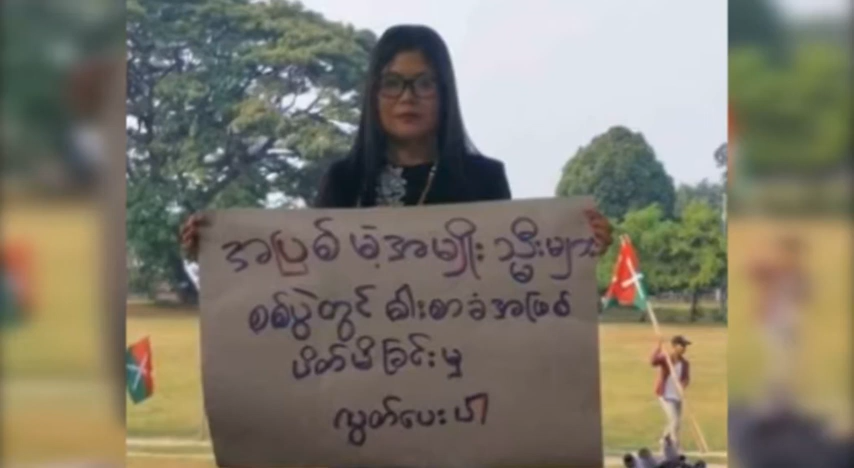 အပြစ်မဲ့အမျိုးသ္မီးများ
စစ်ပွဲတွင် ဓါးစာခံအဖြစ်
ပိတ်မိခြင်းမှ
လွတ်ပေးပါ